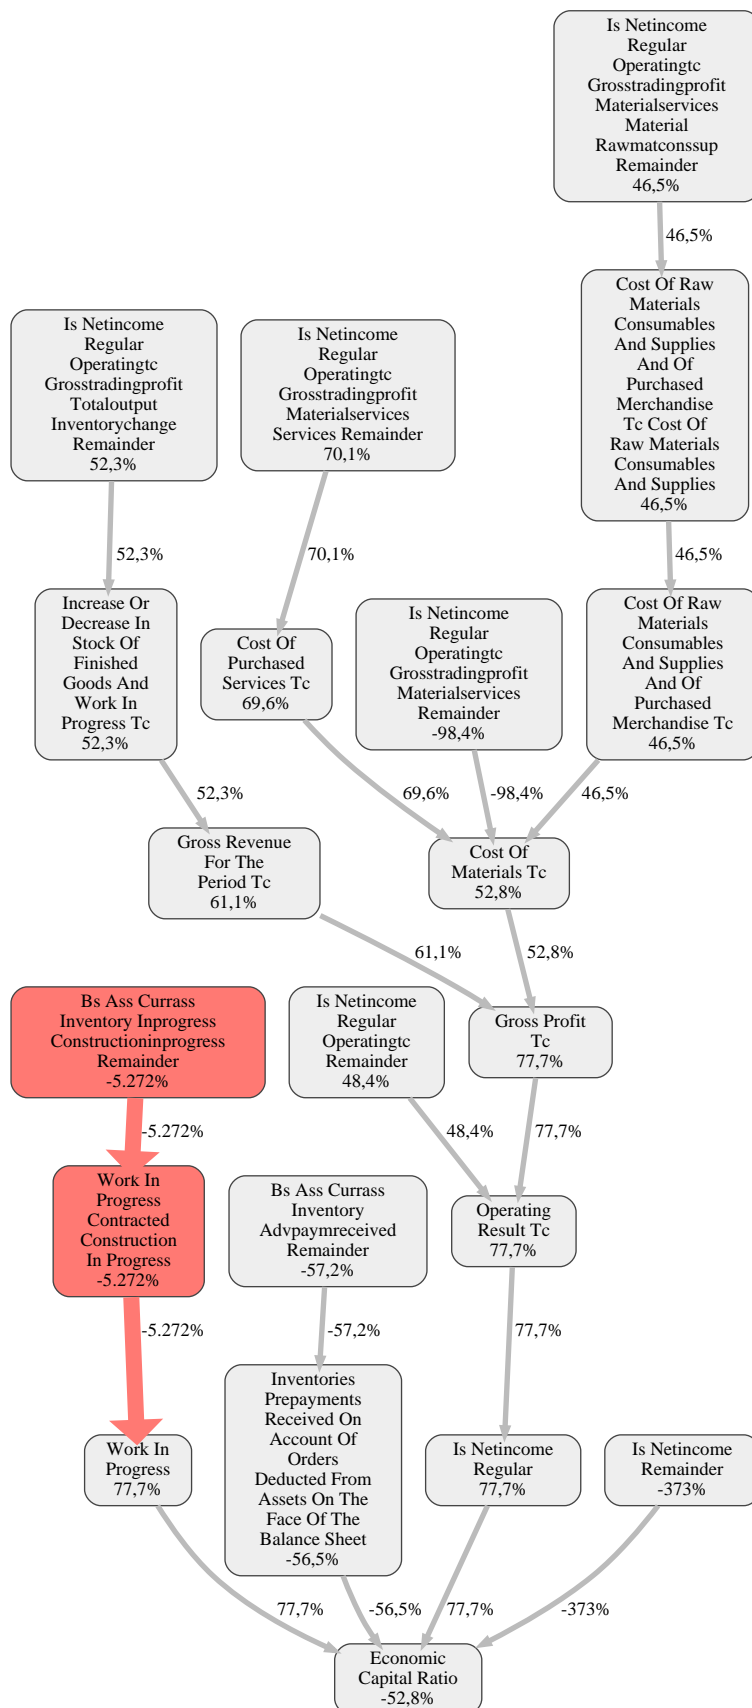 Is Netincome
Regular
Operatingtc
Grosstradingprofit
Materialservices
Material
Rawmatconssup
Remainder
46,5%
46,5%
Cost Of Raw
Materials
Consumables
And Supplies
And Of
Purchased
Merchandise
Tc Cost Of
Raw Materials
Consumables
And Supplies
46,5%
Is Netincome
Regular
Operatingtc
Grosstradingprofit
Totaloutput
Inventorychange
Remainder
52,3%
Is Netincome
Regular
Operatingtc
Grosstradingprofit
Materialservices
Services Remainder
70,1%
52,3%
70,1%
46,5%
Increase Or
Decrease In
Stock Of
Finished
Goods And
Work In
Progress Tc
52,3%
Cost Of
Purchased
Services Tc
69,6%
Is Netincome
Regular
Operatingtc
Grosstradingprofit
Materialservices
Remainder
-98,4%
Cost Of Raw
Materials
Consumables
And Supplies
And Of
Purchased
Merchandise Tc
46,5%
52,3%
69,6%
-98,4%
46,5%
Gross Revenue
For The
Period Tc
61,1%
Cost Of
Materials Tc
52,8%
61,1%
52,8%
Bs Ass Currass
Inventory Inprogress
Constructioninprogress
Remainder
-5.272%
Is Netincome
Regular
Operatingtc
Remainder
48,4%
Gross Profit
Tc
77,7%
-5.272%
48,4%
77,7%
Work In
Progress
Contracted
Construction
In Progress
-5.272%
Bs Ass Currass
Inventory
Advpaymreceived
Remainder
-57,2%
Operating
Result Tc
77,7%
-5.272%
-57,2%
77,7%
Work In
Progress
77,7%
Inventories
Prepayments
Received On
Account Of
Orders
Deducted From
Assets On The
Face Of The
Balance Sheet
-56,5%
Is Netincome
Regular
77,7%
Is Netincome
Remainder
-373%
77,7%
-56,5%
77,7%
-373%
Economic
Capital Ratio
-52,8%